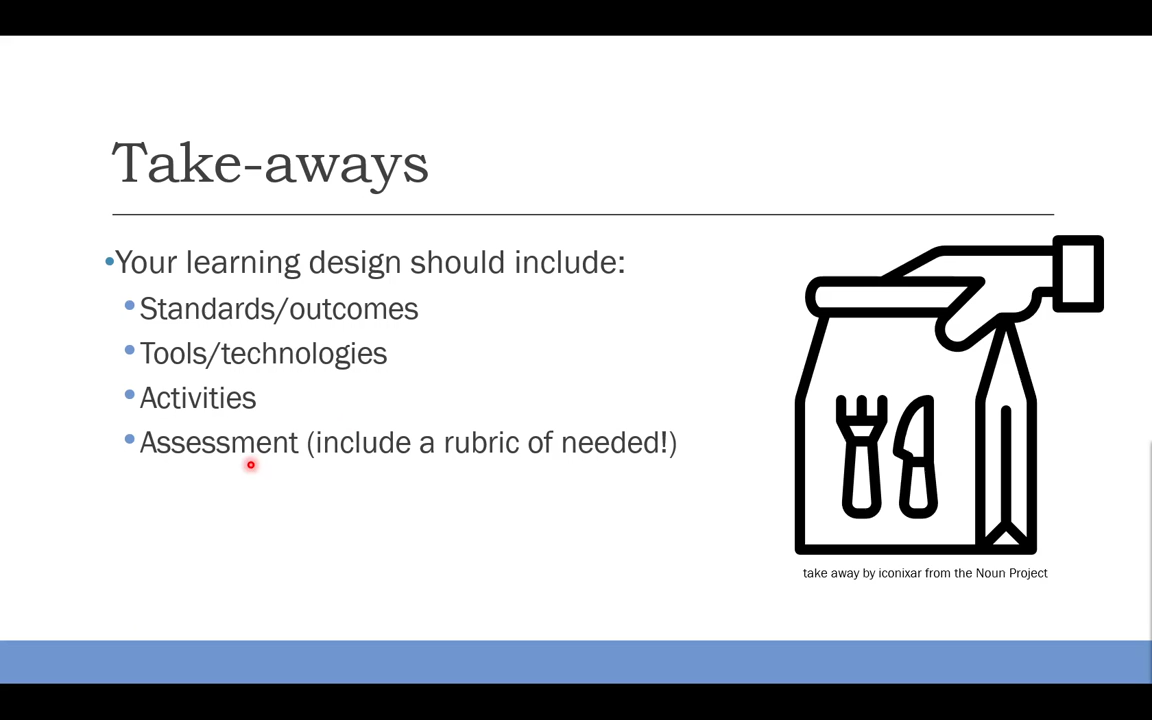 Take-aways
•Your learning design should include:
•Standards/outcomes
•Tools/technologies
•Activities
•Assessment (include a rubric of needed!)
take away by iconixar from the Noun Project